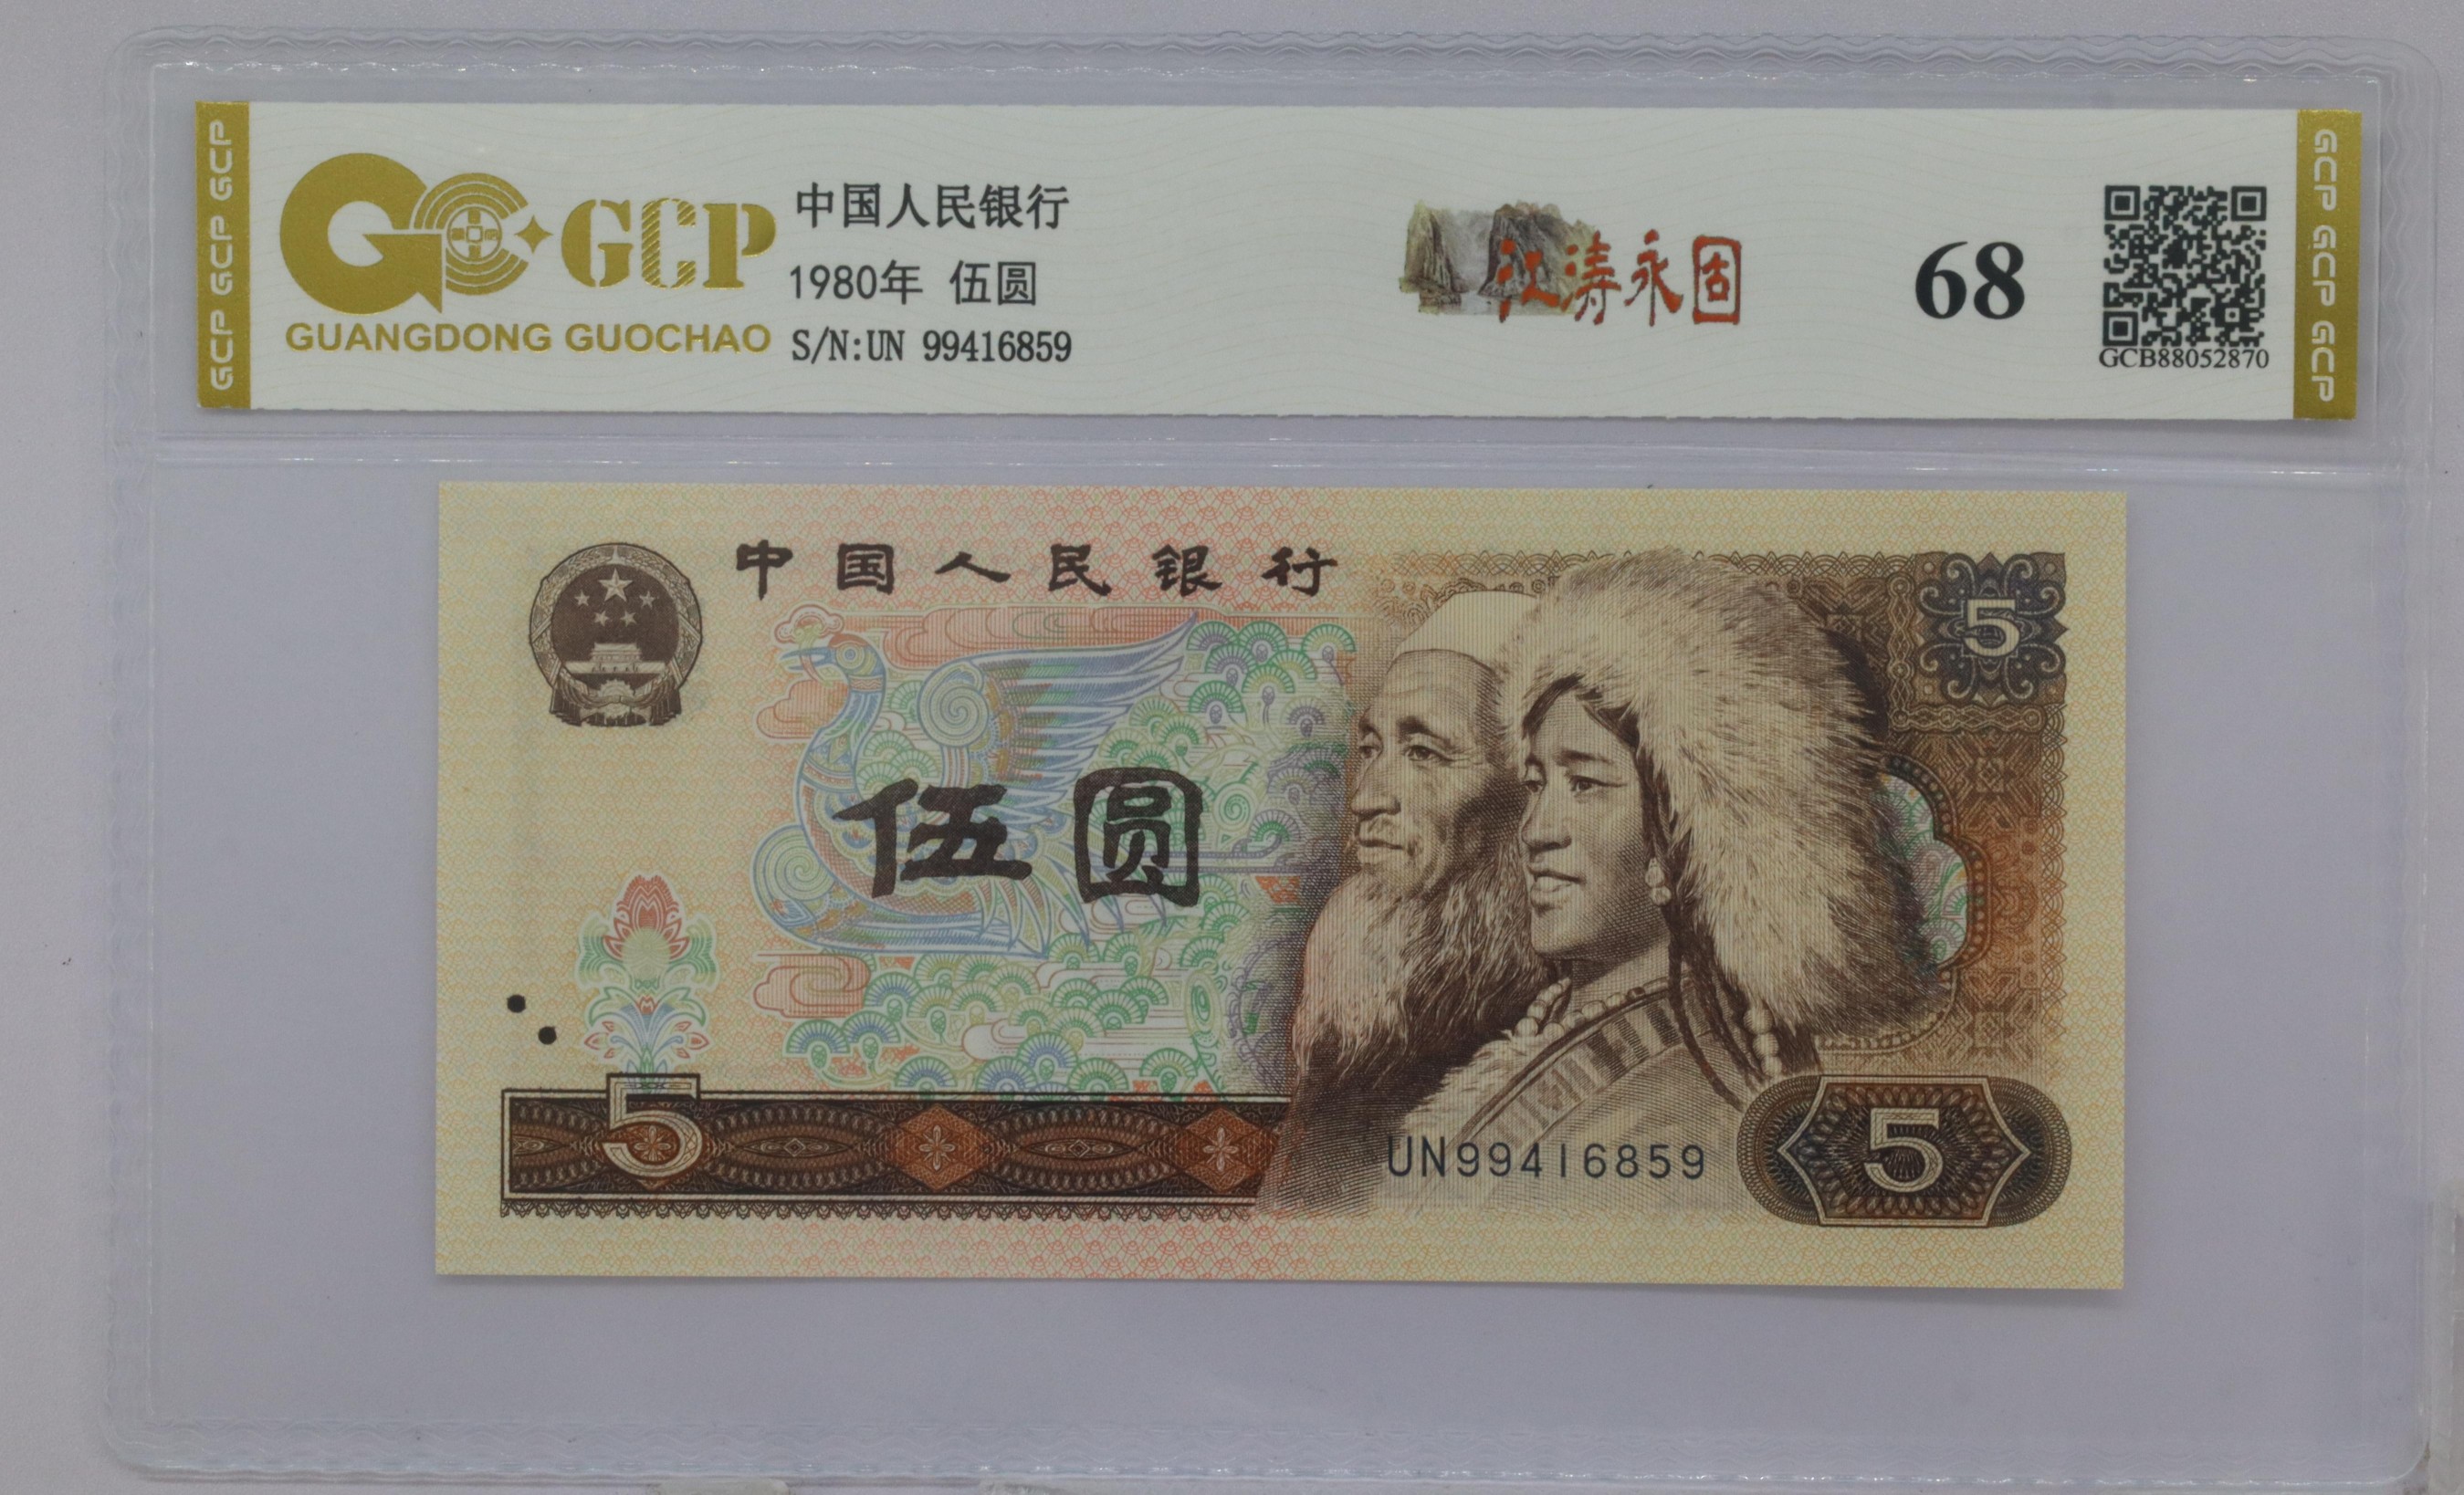 GCP GCP GCP
GCP
GUANGDONG GUOCHAO
中国人民银行
1980年 伍圆
S/N:UN 99416859
江涛永固
68
GCB88052870
GCP GCP GCP
中国人民银行
5
伍圆
5
UN99416859
5